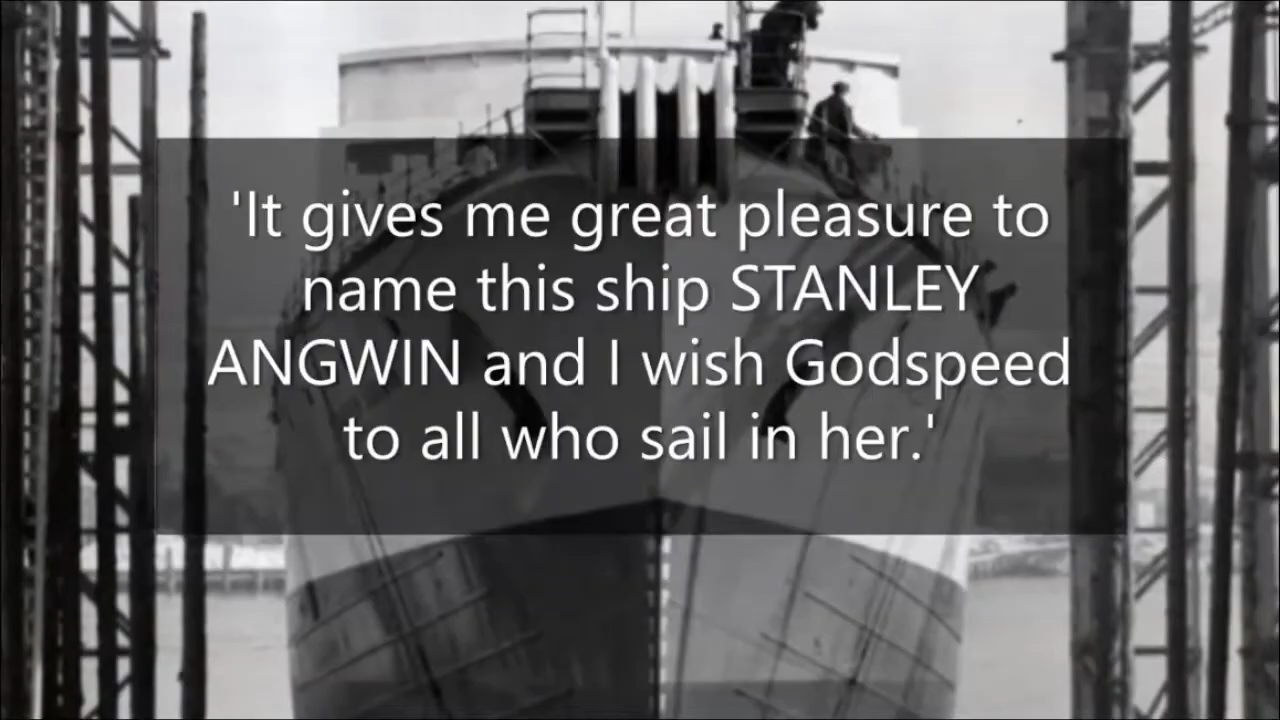 'It gives me great pleasure to
name this ship STANLEY
ANGWIN and I wish Godspeed
to all who sail in her.'